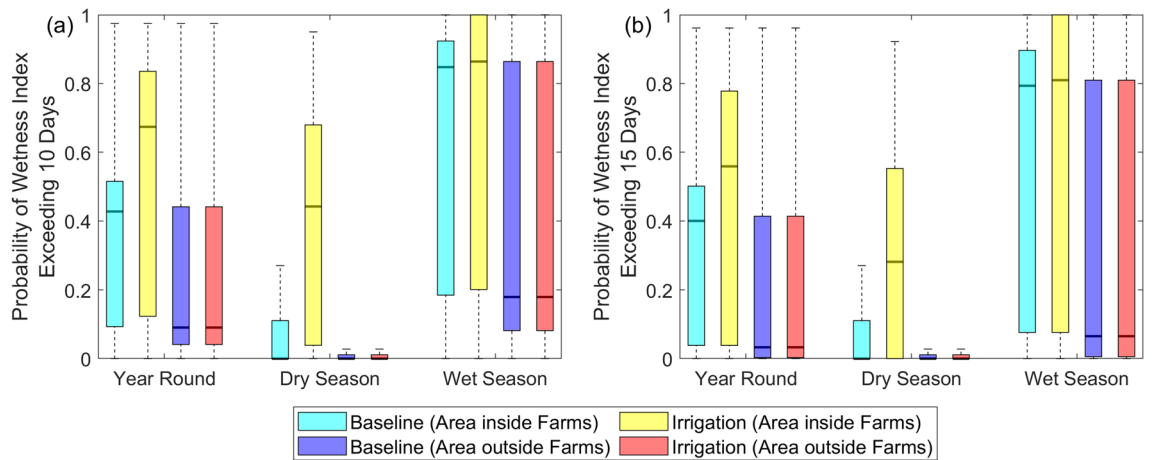 (a)
Probability of Wetness Index
Exceeding 10 Days
1
0.8
0.6
0.4
0.2
0
Year Round
Dry Season
Wet Season
(b)
Probability of Wetness Index
Exceeding 15 Days
1
0.8
0.6
0.4
0.2
0
Year Round
Dry Season
Wet Season
Baseline (Area inside Farms)
Irrigation (Area inside Farms)
Baseline (Area outside Farms)
Irrigation (Area outside Farms)